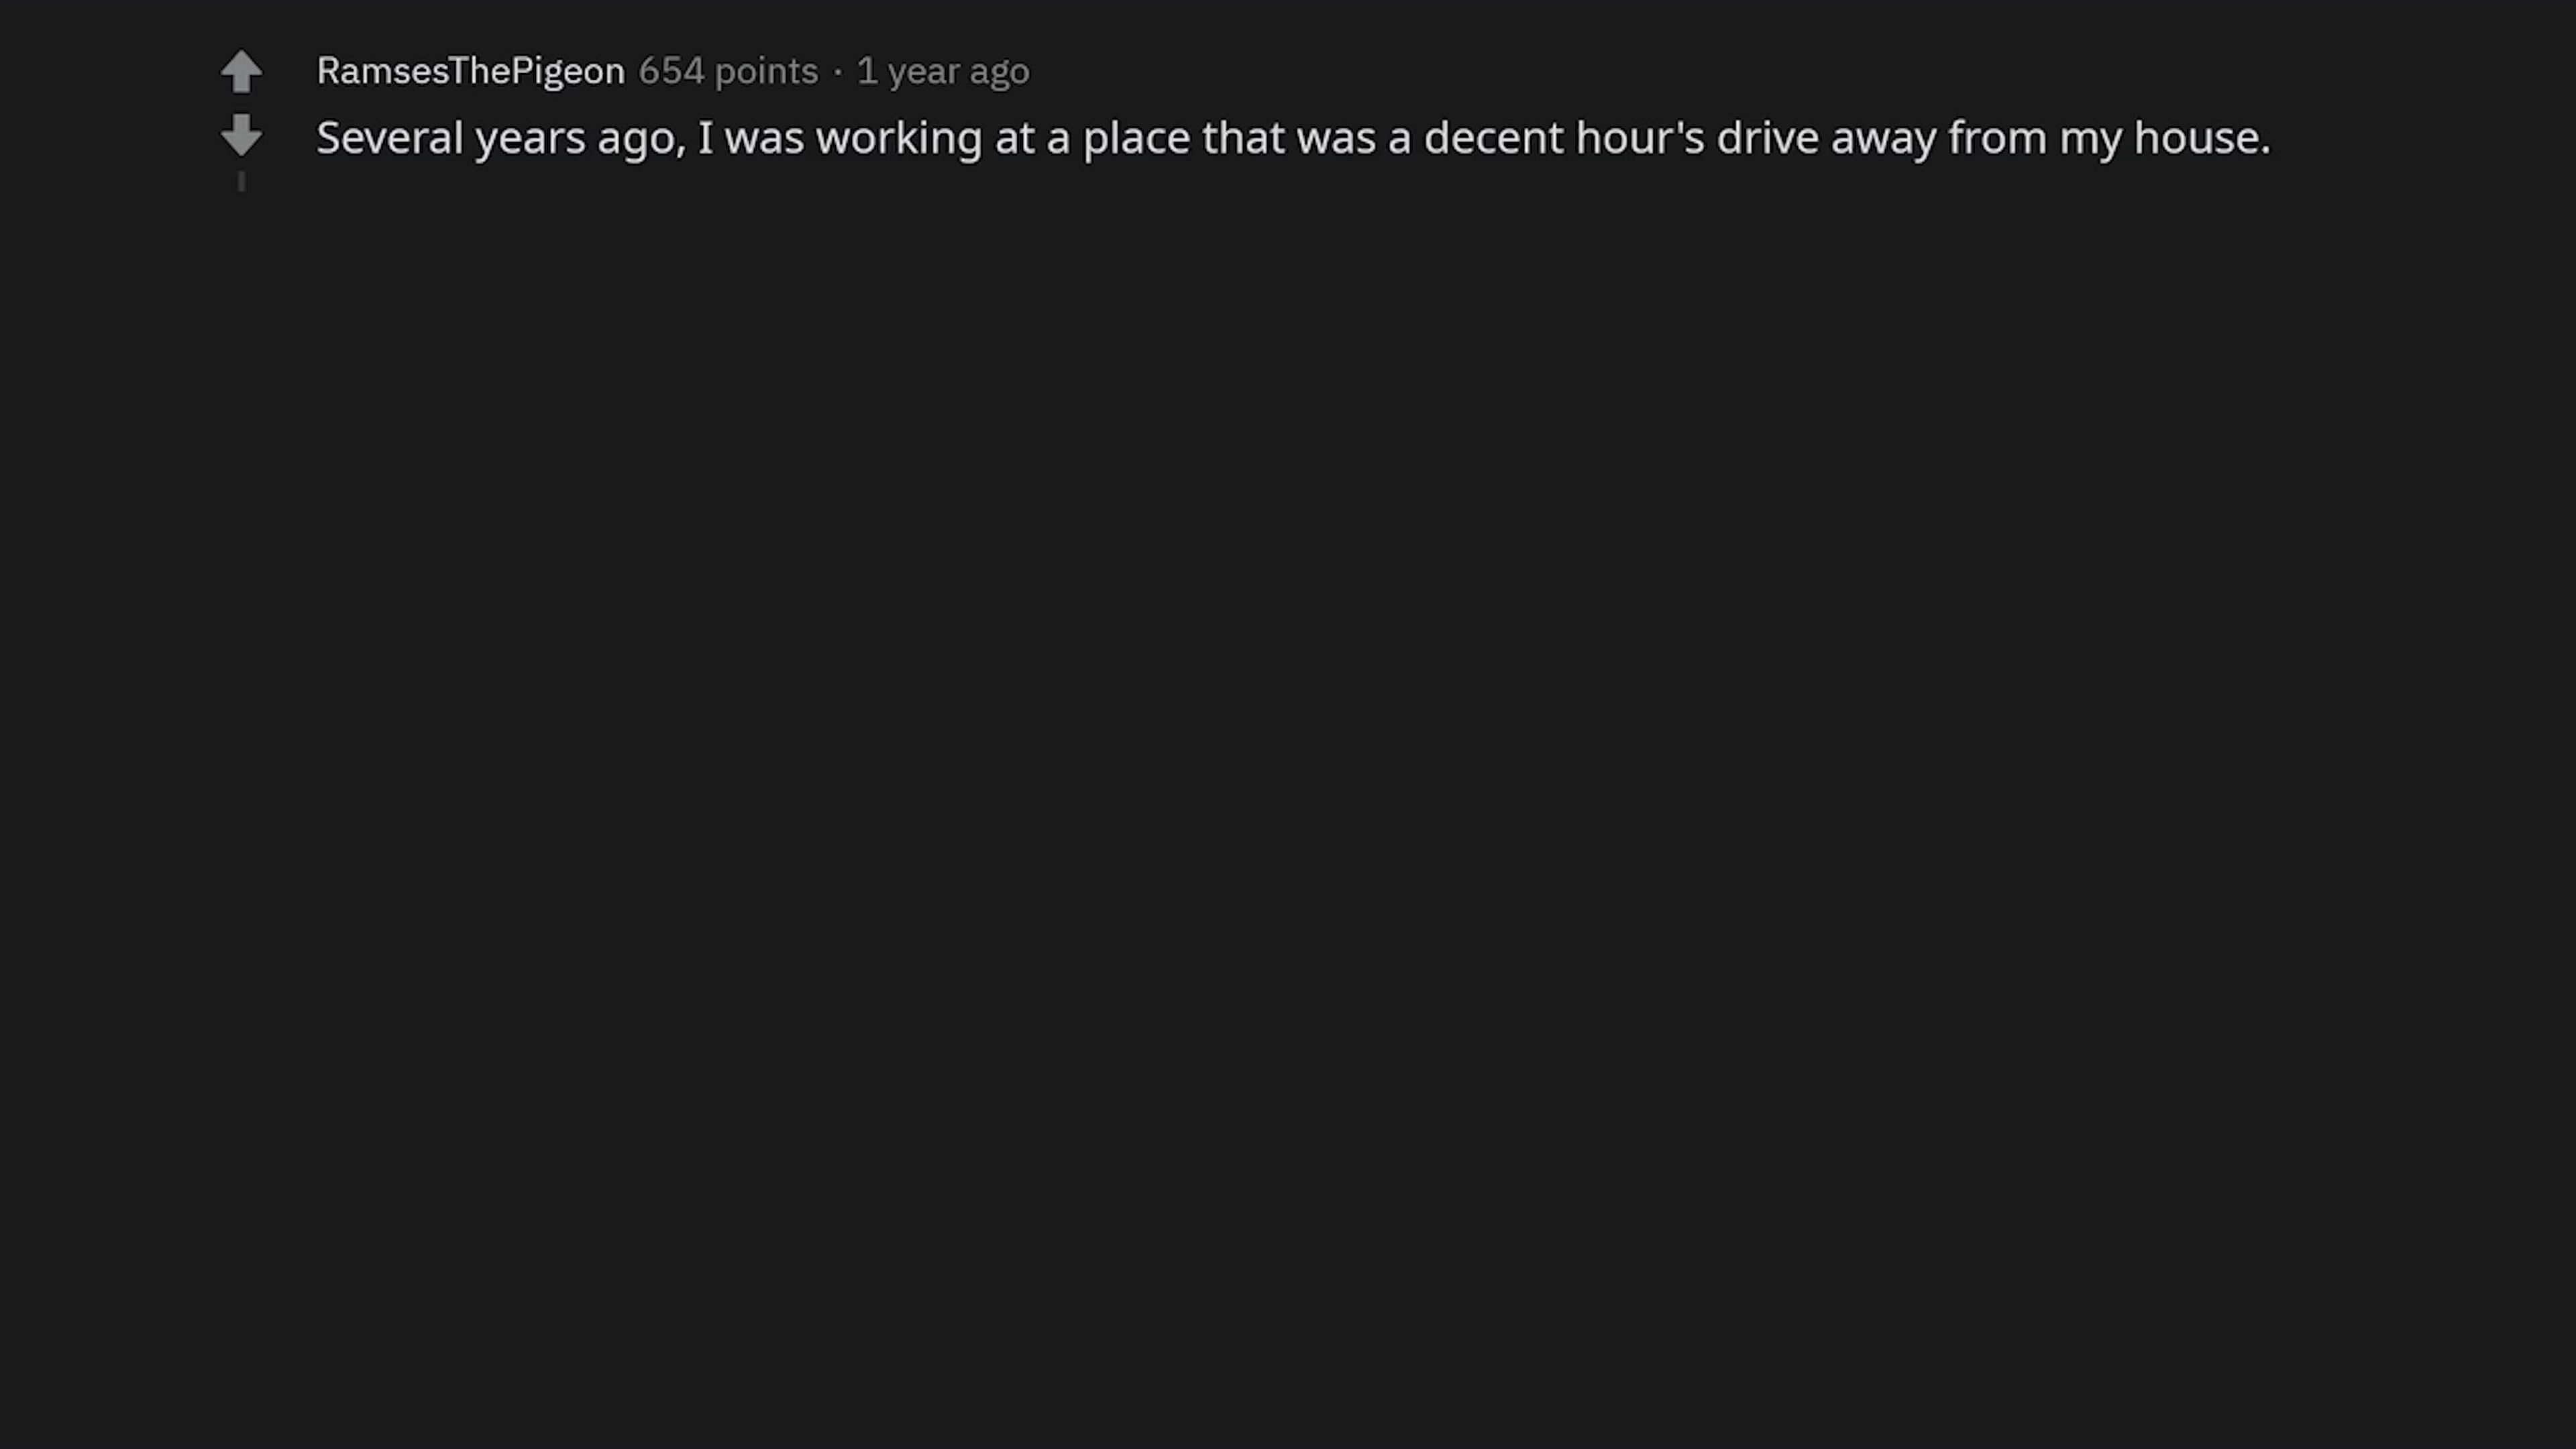 RamsesThePigeon 654 points · 1 year ago
Several years ago, I was working at a place that was a decent hour's drive away from my house.